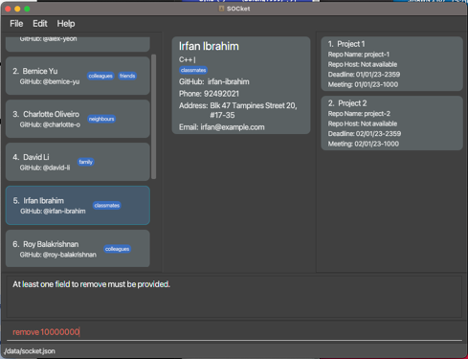 SOCket
File Edit Help
GitHub: @alex-yeoh
2. Bernice Yu
colleagues friends
GitHub: @bernice-yu
3. Charlotte Oliveiro
neighbours
GitHub: @charlotte-o
4. David Li
family
GitHub: @david-li
5. Irfan Ibrahim
classmates
GitHub: @irfan-ibrahim
6. Roy Balakrishnan
colleagues
GitHub: @roy-balakrishnan
Irfan Ibrahim
C++ |
classmates
GitHub: irfan-ibrahim
Phone: 92492021
Address: Blk 47 Tampines Street 20,
#17-35
Email: irfan@example.com
1. Project 1
Repo Name: project-1
Repo Host: Not available
Deadline: 01/01/23-2359
Meeting: 01/01/23-1000
2. Project 2
Repo Name: project-2
Repo Host: Not available
Deadline: 02/01/23-2359
Meeting: 02/01/23-1000
At least one field to remove must be provided.
remove 10000000
./data/socket.json